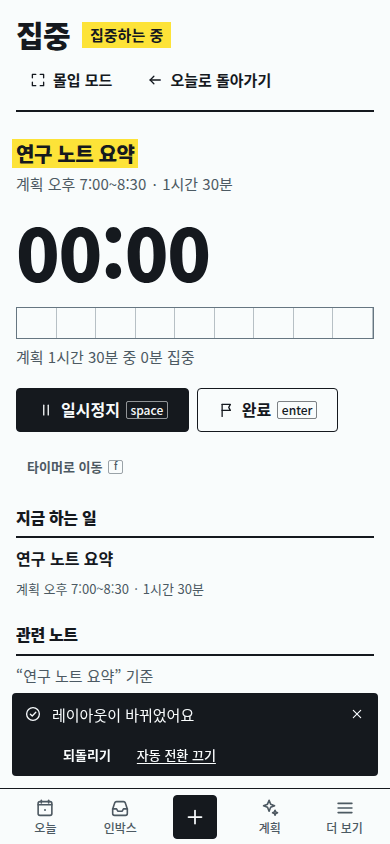 집중 집중하는 중
몰입 모드 오늘로 돌아가기
연구 노트 요약
계획 오후 7:00~8:30 · 1시간 30분
00:00
계획 1시간 30분 중 0분 집중
일시정지 space 완료 enter
타이머로 이동 f
지금 하는 일
연구 노트 요약
계획 오후 7:00~8:30 · 1시간 30분
관련 노트
“연구 노트 요약” 기준
레이아웃이 바뀌었어요
되돌리기 자동 전환 끄기
오늘 인박스 계획 더 보기